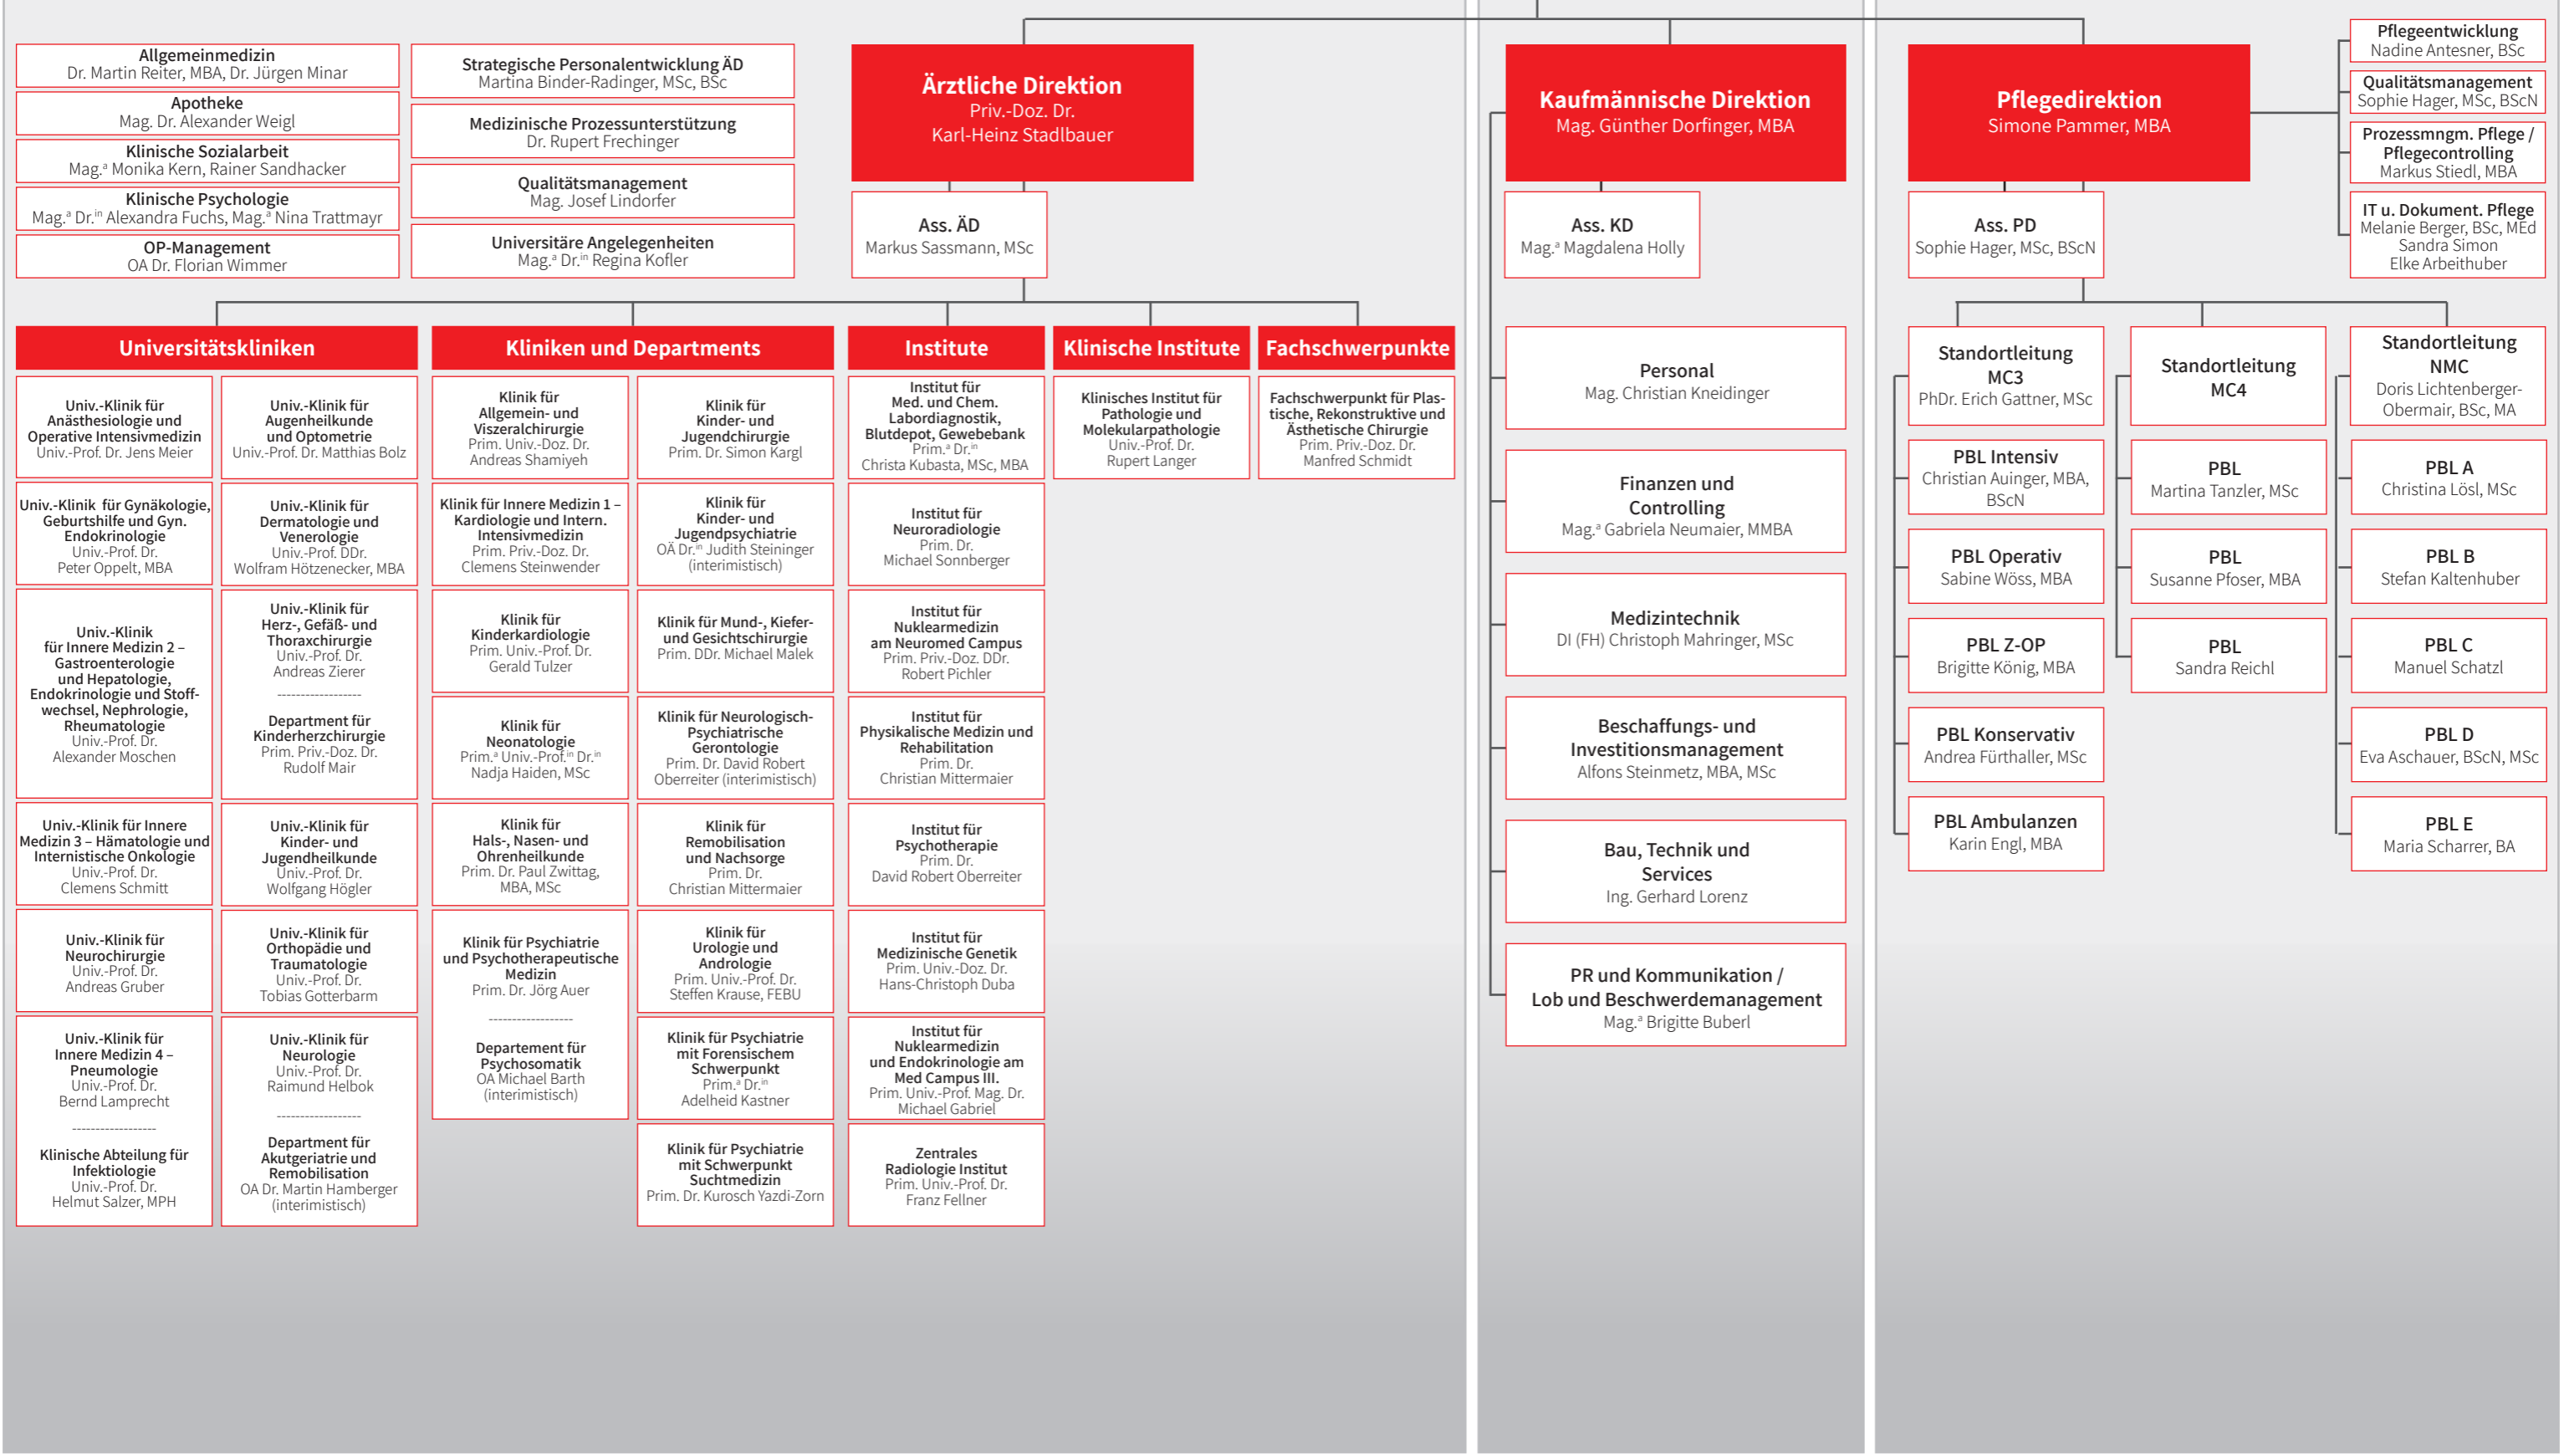 Allgemeinmedizin
Dr. Martin Reiter, MBA, Dr. Jürgen Minar
Apotheke
Mag. Dr. Alexander Weigl
Klinische Sozialarbeit
Mag.ª Monika Kern, Rainer Sandhacker
Klinische Psychologie
Mag.ª Dr.ⁱⁿ Alexandra Fuchs, Mag.ª Nina Trattmayr
OP-Management
OA Dr. Florian Wimmer
Strategische Personalentwicklung ÄD
Martina Binder-Radinger, MSc, BSc
Medizinische Prozessunterstützung
Dr. Rupert Frechinger
Qualitätsmanagement
Mag. Josef Lindorfer
Universitäre Angelegenheiten
Mag.ª Dr.ⁱⁿ Regina Kofler
Ärztliche Direktion
Priv.-Doz. Dr.
Karl-Heinz Stadlbauer
Ass. ÄD
Markus Sassmann, MSc
Universitätskliniken
Univ.-Klinik für
Anästhesiologie und
Operative Intensivmedizin
Univ.-Prof. Dr. Jens Meier
Univ.-Klinik für Gynäkologie,
Geburtshilfe und Gyn.
Endokrinologie
Univ.-Prof. Dr.
Peter Oppelt, MBA
Univ.-Klinik
für Innere Medizin 2 –
Gastroenterologie
und Hepatologie,
Endokrinologie und Stoff-
wechsel, Nephrologie,
Rheumatologie
Univ.-Prof. Dr.
Alexander Moschen
Univ.-Klinik für Innere
Medizin 3 – Hämatologie und
Internistische Onkologie
Univ.-Prof. Dr.
Clemens Schmitt
Univ.-Klinik für
Neurochirurgie
Univ.-Prof. Dr.
Andreas Gruber
Univ.-Klinik für
Innere Medizin 4 –
Pneumologie
Univ.-Prof. Dr.
Bernd Lamprecht
------------------
Klinische Abteilung für
Infektiologie
Univ.-Prof. Dr.
Helmut Salzer, MPH
Univ.-Klinik für
Augenheilkunde
und Optometrie
Univ.-Prof. Dr. Matthias Bolz
Univ.-Klinik für
Dermatologie und
Venerologie
Univ.-Prof. DDr.
Wolfram Hötzenecker, MBA
Univ.-Klinik für
Herz-, Gefäß- und
Thoraxchirurgie
Univ.-Prof. Dr.
Andreas Zierer
------------------
Department für
Kinderherzchirurgie
Prim. Priv.-Doz. Dr.
Rudolf Mair
Univ.-Klinik für
Kinder- und
Jugendheilkunde
Univ.-Prof. Dr.
Wolfgang Högler
Univ.-Klinik für
Orthopädie und
Traumatologie
Univ.-Prof. Dr.
Tobias Gotterbarm
Univ.-Klinik für
Neurologie
Univ.-Prof. Dr.
Raimund Helbok
------------------
Department für
Akutgeriatrie und
Remobilisation
OA Dr. Martin Hamberger
(interimistisch)
Kliniken und Departments
Klinik für
Allgemein- und
Viszeralchirurgie
Prim. Univ.-Doz. Dr.
Andreas Shamiyeh
Klinik für Innere Medizin 1 –
Kardiologie und Intern.
Intensivmedizin
Prim. Priv.-Doz. Dr.
Clemens Steinwender
Klinik für
Kinderkardiologie
Prim. Univ.-Prof. Dr.
Gerald Tulzer
Klinik für
Neonatologie
Prim.ª Univ.-Prof.ⁱⁿ Dr.ⁱⁿ
Nadja Haiden, MSc
Klinik für
Hals-, Nasen- und
Ohrenheilkunde
Prim. Dr. Paul Zwittag,
MBA, MSc
Klinik für Psychiatrie
und Psychotherapeutische
Medizin
Prim. Dr. Jörg Auer
------------------
Departement für
Psychosomatik
OA Michael Barth
(interimistisch)
Klinik für
Kinder- und
Jugendchirurgie
Prim. Dr. Simon Kargl
Klinik für
Kinder- und
Jugendpsychiatrie
OÄ Dr.ⁱⁿ Judith Steininger
(interimistisch)
Klinik für Mund-, Kiefer-
und Gesichtschirurgie
Prim. DDr. Michael Malek
Klinik für Neurologisch-
Psychiatrische
Gerontologie
Prim. Dr. David Robert
Oberreiter (interimistisch)
Klinik für
Remobilisation
und Nachsorge
Prim. Dr.
Christian Mittermaier
Klinik für
Urologie und
Andrologie
Prim. Univ.-Prof. Dr.
Steffen Krause, FEBU
Klinik für Psychiatrie
mit Forensischem
Schwerpunkt
Prim.ª Dr.ⁱⁿ
Adelheid Kastner
Klinik für Psychiatrie
mit Schwerpunkt
Suchtmedizin
Prim. Dr. Kurosch Yazdi-Zorn
Institute
Institut für
Med. und Chem.
Labordiagnostik,
Blutdepot, Gewebebank
Prim.ª Dr.ⁱⁿ
Christa Kubasta, MSc, MBA
Institut für
Neuroradiologie
Prim. Dr.
Michael Sonnberger
Institut für
Nuklearmedizin
am Neuromed Campus
Prim. Priv.-Doz. DDr.
Robert Pichler
Institut für
Physikalische Medizin und
Rehabilitation
Prim. Dr.
Christian Mittermaier
Institut für
Psychotherapie
Prim. Dr.
David Robert Oberreiter
Institut für
Medizinische Genetik
Prim. Univ.-Doz. Dr.
Hans-Christoph Duba
Institut für
Nuklearmedizin
und Endokrinologie am
Med Campus III.
Prim. Univ.-Prof. Mag. Dr.
Michael Gabriel
Zentrales
Radiologie Institut
Prim. Univ.-Prof. Dr.
Franz Fellner
Klinische Institute
Klinisches Institut für
Pathologie und
Molekularpathologie
Univ.-Prof. Dr.
Rupert Langer
Fachschwerpunkte
Fachschwerpunkt für Plas-
tische, Rekonstruktive und
Ästhetische Chirurgie
Prim. Priv.-Doz. Dr.
Manfred Schmidt
Kaufmännische Direktion
Mag. Günther Dorfinger, MBA
Ass. KD
Mag.ª Magdalena Holly
Personal
Mag. Christian Kneidinger
Finanzen und
Controlling
Mag.ª Gabriela Neumaier, MMBA
Medizintechnik
DI (FH) Christoph Mahringer, MSc
Beschaffungs- und
Investitionsmanagement
Alfons Steinmetz, MBA, MSc
Bau, Technik und
Services
Ing. Gerhard Lorenz
PR und Kommunikation /
Lob und Beschwerdemanagement
Mag.ª Brigitte Buberl
Pflegedirektion
Simone Pammer, MBA
Ass. PD
Sophie Hager, MSc, BScN
Pflegeentwicklung
Nadine Antesner, BSc
Qualitätsmanagement
Sophie Hager, MSc, BScN
Prozessmngm. Pflege /
Pflegecontrolling
Markus Stiedl, MBA
IT u. Dokument. Pflege
Melanie Berger, BSc, MEd
Sandra Simon
Elke Arbeithuber
Standortleitung
MC3
PhDr. Erich Gattner, MSc
PBL Intensiv
Christian Auinger, MBA,
BScN
PBL Operativ
Sabine Wöss, MBA
PBL Z-OP
Brigitte König, MBA
PBL Konservativ
Andrea Fürthaller, MSc
PBL Ambulanzen
Karin Engl, MBA
Standortleitung
MC4
PBL
Martina Tanzler, MSc
PBL
Susanne Pfoser, MBA
PBL
Sandra Reichl
Standortleitung
NMC
Doris Lichtenberger-
Obermair, BSc, MA
PBL A
Christina Lösl, MSc
PBL B
Stefan Kaltenhuber
PBL C
Manuel Schatzl
PBL D
Eva Aschauer, BScN, MSc
PBL E
Maria Scharrer, BA